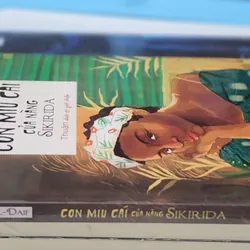 CON MIU CÁI
CỦA NÀNG
SIKIRIDA
CON MIU CÁI CỦA NÀNG SIKIRIDA